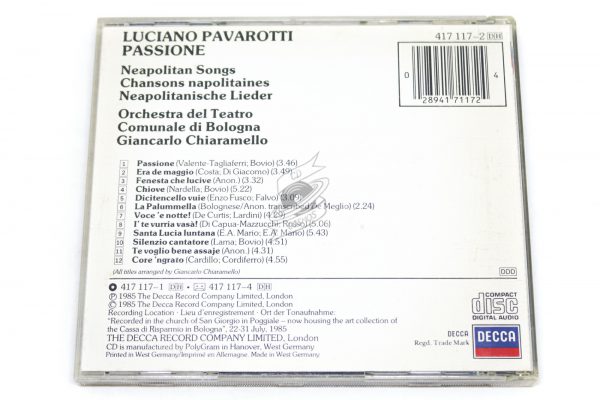 LUCIANO PAVAROTTI
PASSIONE
417 117-2 DH
Neapolitan Songs
Chansons napolitaines
Neapolitanische Lieder
0 28941 71172 4
Orchestra del Teatro
Comunale di Bologna
Giancarlo Chiaramello
1 Passione (Valente-Tagliaferri; Bovio) (3.46)
2 Era de maggio (Costa; Di Giacomo) (3.49)
3 Fenesta che lucive (Anon.) (3.32)
4 Chiove (Nardella; Bovio) (5.22)
5 Dicitencello vuie (Enzo Fusco; Falvo)
6 La Palummella (Bolognese/Anon. transcribed De Meglio) (2.24)
7 Voce 'e notte! (De Curtis; Lardini)
8 I' te vurria vasà! (Di Capua-Mazzucchi; Russo) (5.06)
9 Santa Lucia luntana (E.A. Mario; E.A. Mario) (5.43)
10 Silenzio cantatore (Lama; Bovio) (4.51)
11 Te voglio bene assaje (Anon.) (4.31)
12 Core 'ngrato (Cardillo; Cordiferro) (4.55)
(All titles arranged by Giancarlo Chiaramello)
DDD
417 117-1 DH • 417 117-4 DH
℗ 1985 The Decca Record Company Limited, London
© 1985 The Decca Record Company Limited, London
Recording Location · Lieu d'enregistrement · Ort der Tonaufnahme:
"Recorded in the church of San Giorgio in Poggiale – now housing the art collection of
the Cassa di Risparmio in Bologna", 22-31 July, 1985
THE DECCA RECORD COMPANY LIMITED, London
CD is manufactured by PolyGram in Hanover, West Germany
Printed in West Germany/Imprimé en Allemagne. Made in West Germany
COMPACT
disc
DIGITAL AUDIO
DECCA
Regd. Trade Mark
DECCA